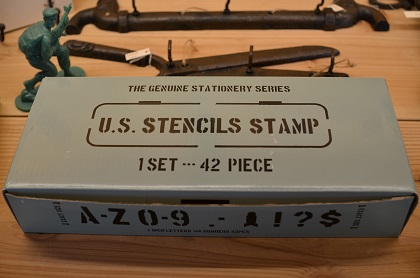 THE GENUINE STATIONERY SERIES
U.S. STENCILS STAMP
1 SET ··· 42 PIECE
A-Z 0-9 . - & ! ? $